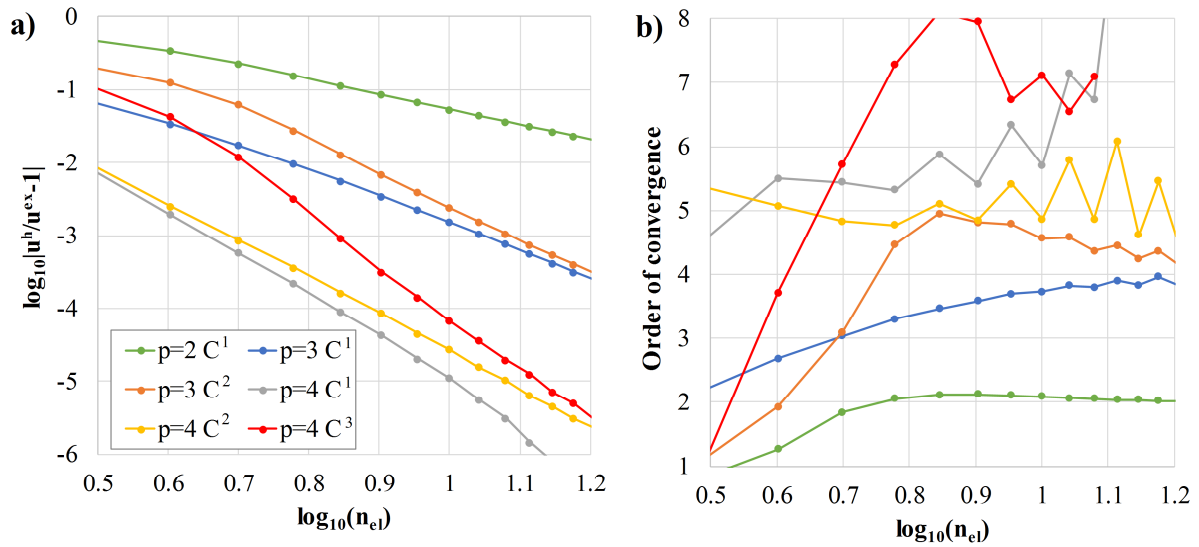 a)
0
-1
-2
-3
-4
-5
-6
log₁₀|uʰ/uᵉˣ-1|
p=2 C¹
p=3 C¹
p=3 C²
p=4 C¹
p=4 C²
p=4 C³
0.5 0.6 0.7 0.8 0.9 1 1.1 1.2
log₁₀(nₑₗ)
b)
8
7
6
5
4
3
2
1
Order of convergence
0.5 0.6 0.7 0.8 0.9 1 1.1 1.2
log₁₀(nₑₗ)